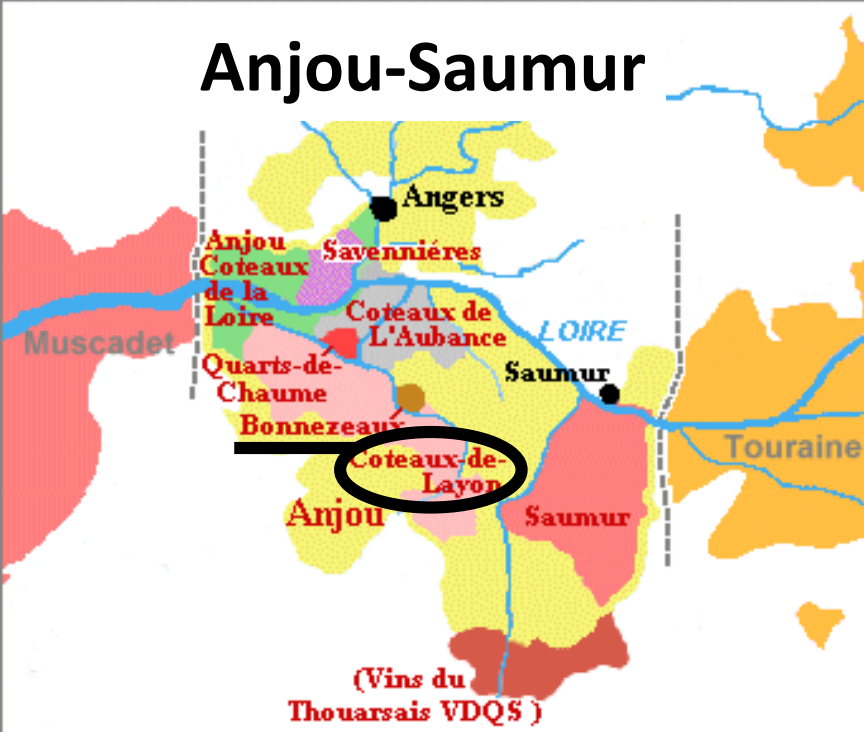 Anjou-Saumur
Angers
Anjou
Coteaux
de la
Loire
Savenniéres
Muscadet
Coteaux de
L'Aubance
LOIRE
Quarts-de-
Chaume
Saumur
Bonnezeaux
Touraine
Coteaux-de-
Layon
Anjou
Saumur
(Vins du
Thouarsais VDQS )